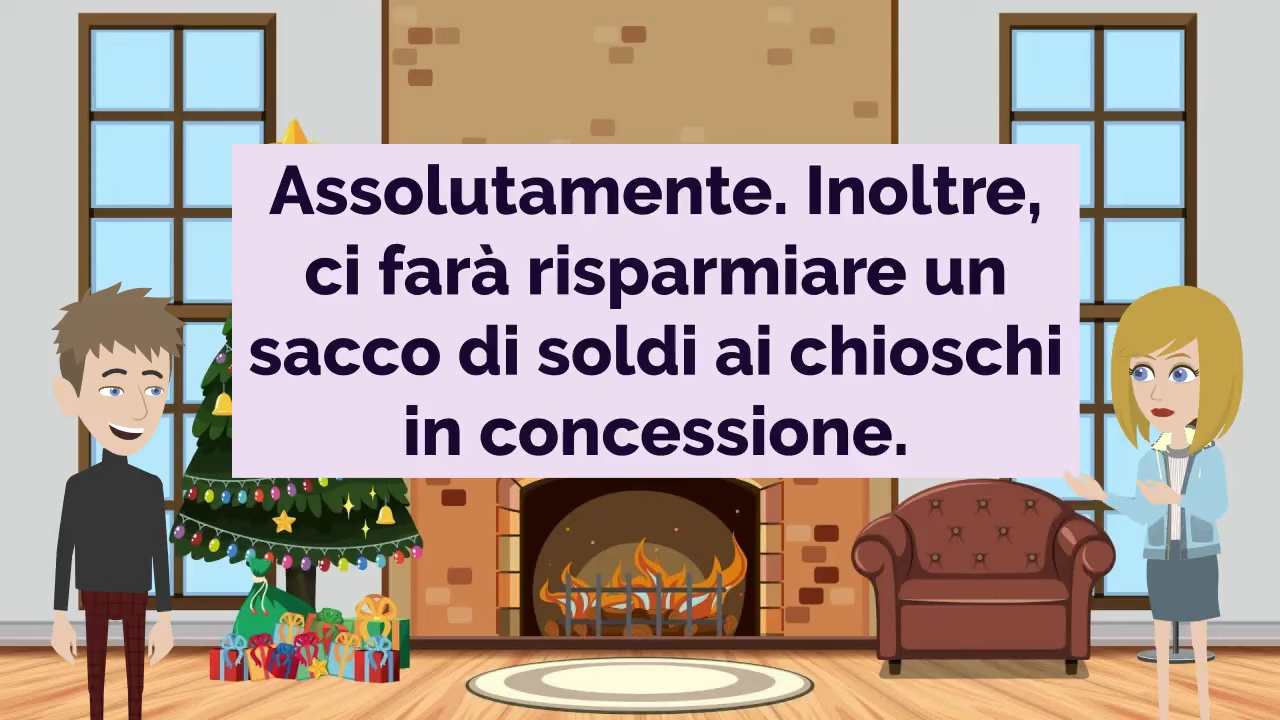 Assolutamente. Inoltre,
ci farà risparmiare un
sacco di soldi ai chioschi
in concessione.